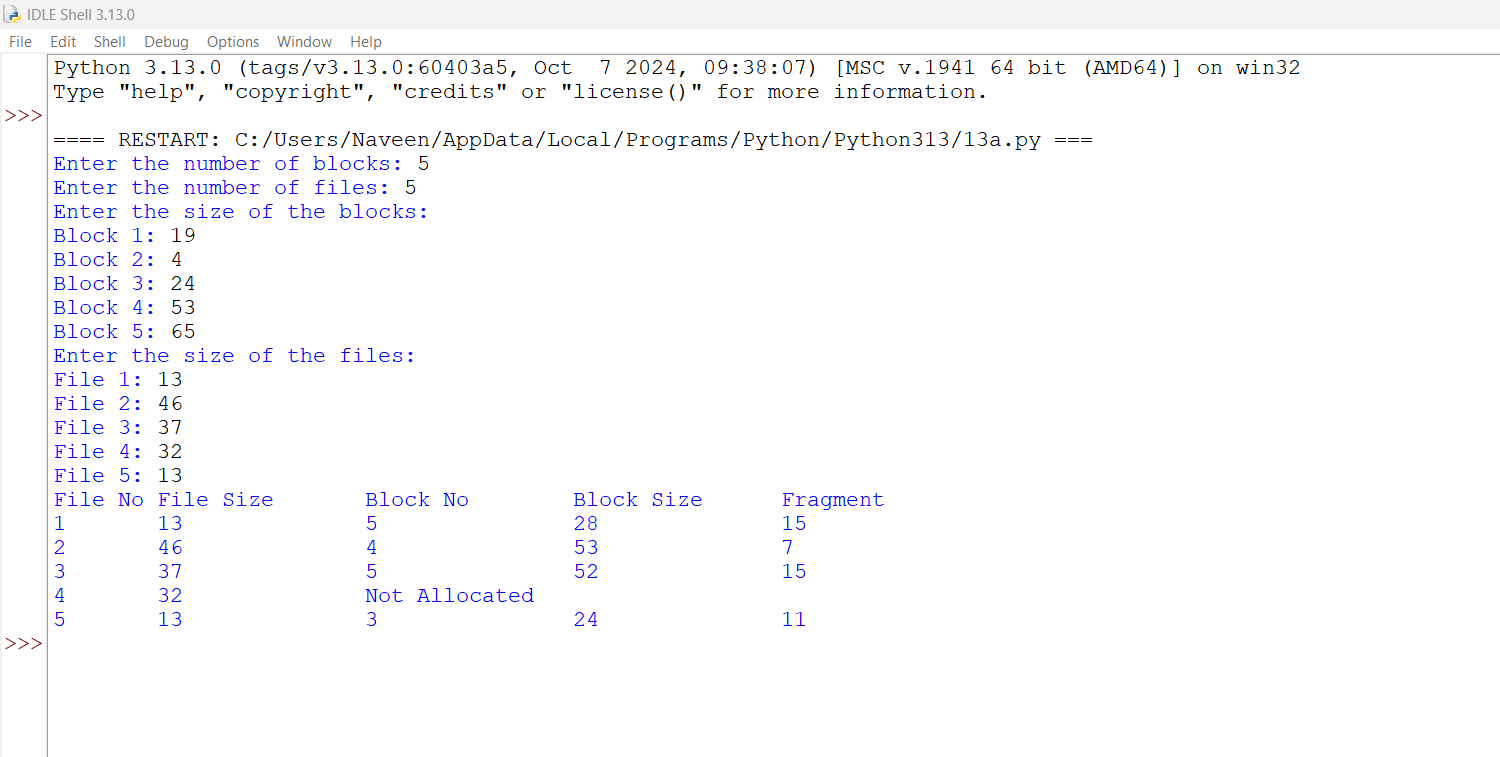 IDLE Shell 3.13.0
File Edit Shell Debug Options Window Help
Python 3.13.0 (tags/v3.13.0:60403a5, Oct  7 2024, 09:38:07) [MSC v.1941 64 bit (AMD64)] on win32
Type "help", "copyright", "credits" or "license()" for more information.
>>>
==== RESTART: C:/Users/Naveen/AppData/Local/Programs/Python/Python313/13a.py ===
Enter the number of blocks: 5
Enter the number of files: 5
Enter the size of the blocks:
Block 1: 19
Block 2: 4
Block 3: 24
Block 4: 53
Block 5: 65
Enter the size of the files:
File 1: 13
File 2: 46
File 3: 37
File 4: 32
File 5: 13
File No File Size       Block No        Block Size      Fragment
1       13              5               28              15
2       46              4               53              7
3       37              5               52              15
4       32              Not Allocated
5       13              3               24              11
>>>